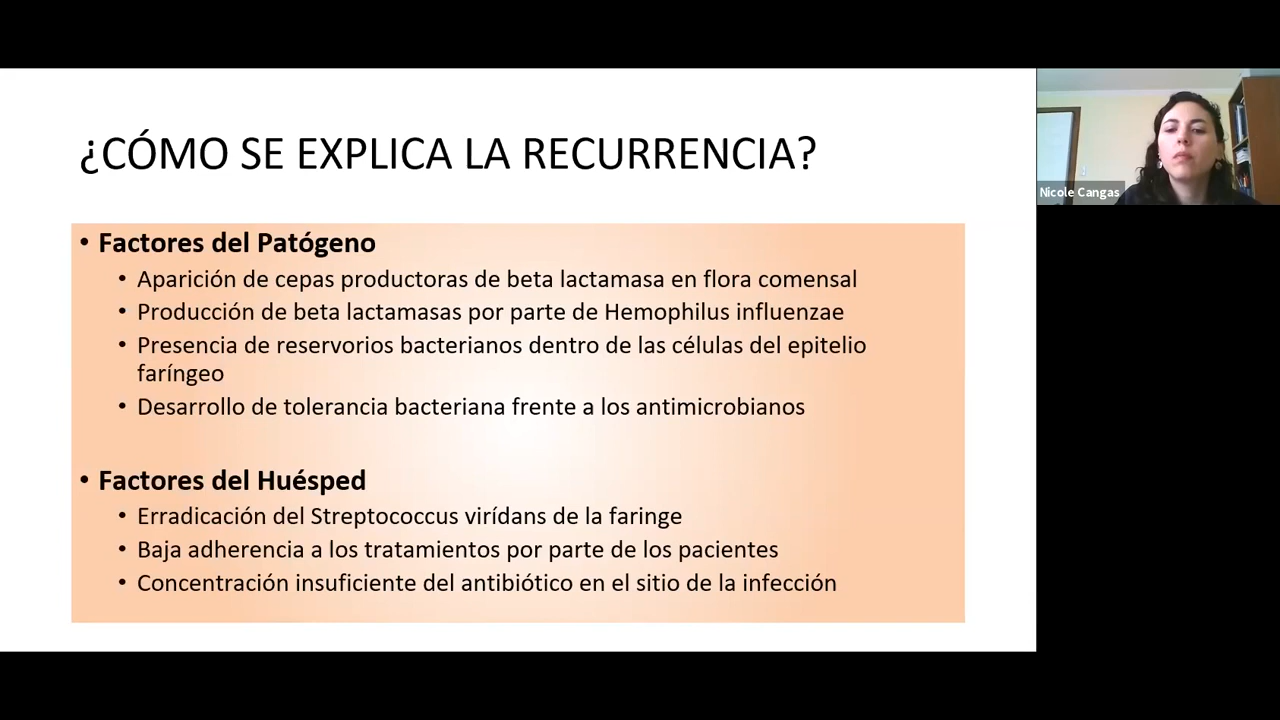 ¿CÓMO SE EXPLICA LA RECURRENCIA?
• Factores del Patógeno
• Aparición de cepas productoras de beta lactamasa en flora comensal
• Producción de beta lactamasas por parte de Hemophilus influenzae
• Presencia de reservorios bacterianos dentro de las células del epitelio
faríngeo
• Desarrollo de tolerancia bacteriana frente a los antimicrobianos
• Factores del Huésped
• Erradicación del Streptococcus virídans de la faringe
• Baja adherencia a los tratamientos por parte de los pacientes
• Concentración insuficiente del antibiótico en el sitio de la infección
Nicole Cangas